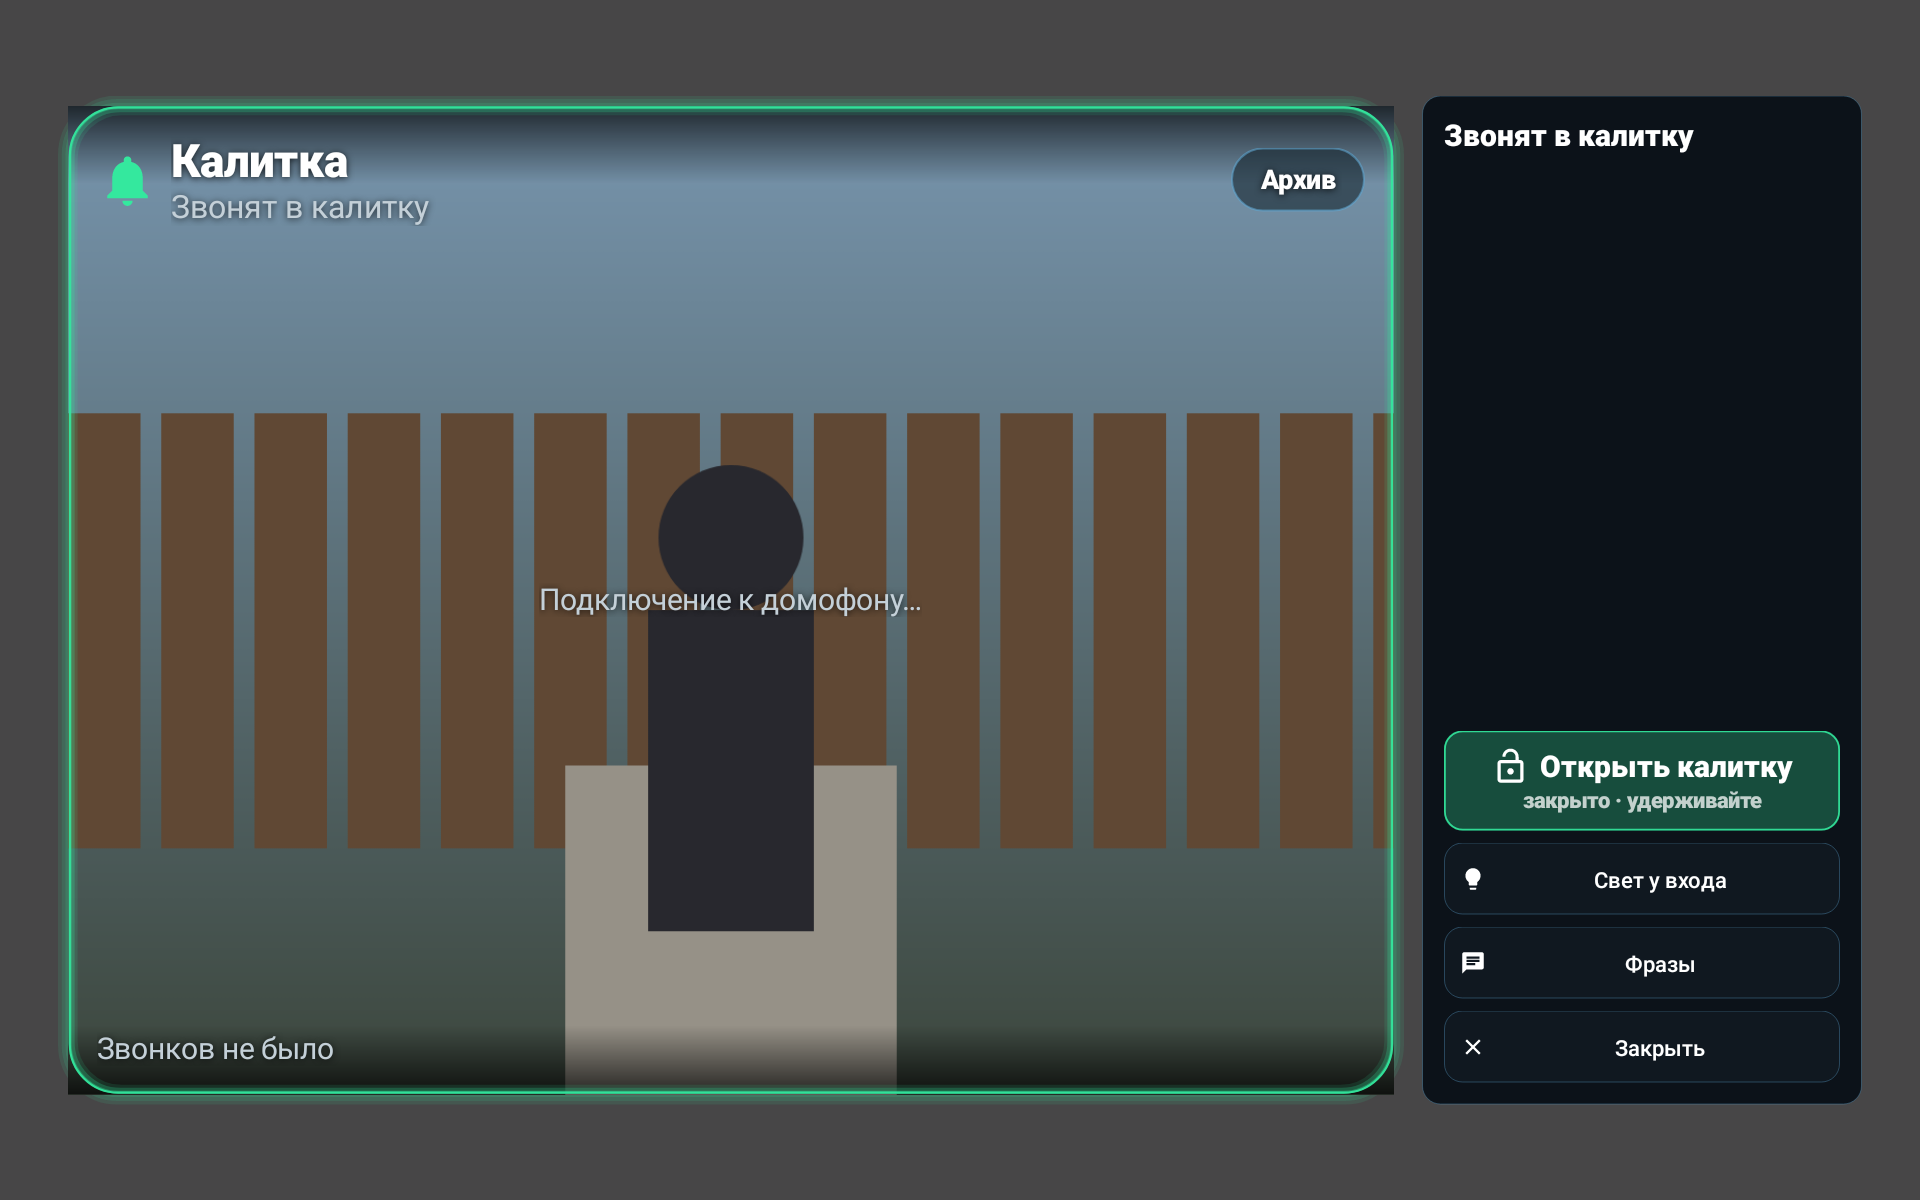 Калитка
Звонят в калитку
Архив
Подключение к домофону...
Звонков не было
Звонят в калитку
Открыть калитку
закрыто · удерживайте
Свет у входа
Фразы
Закрыть